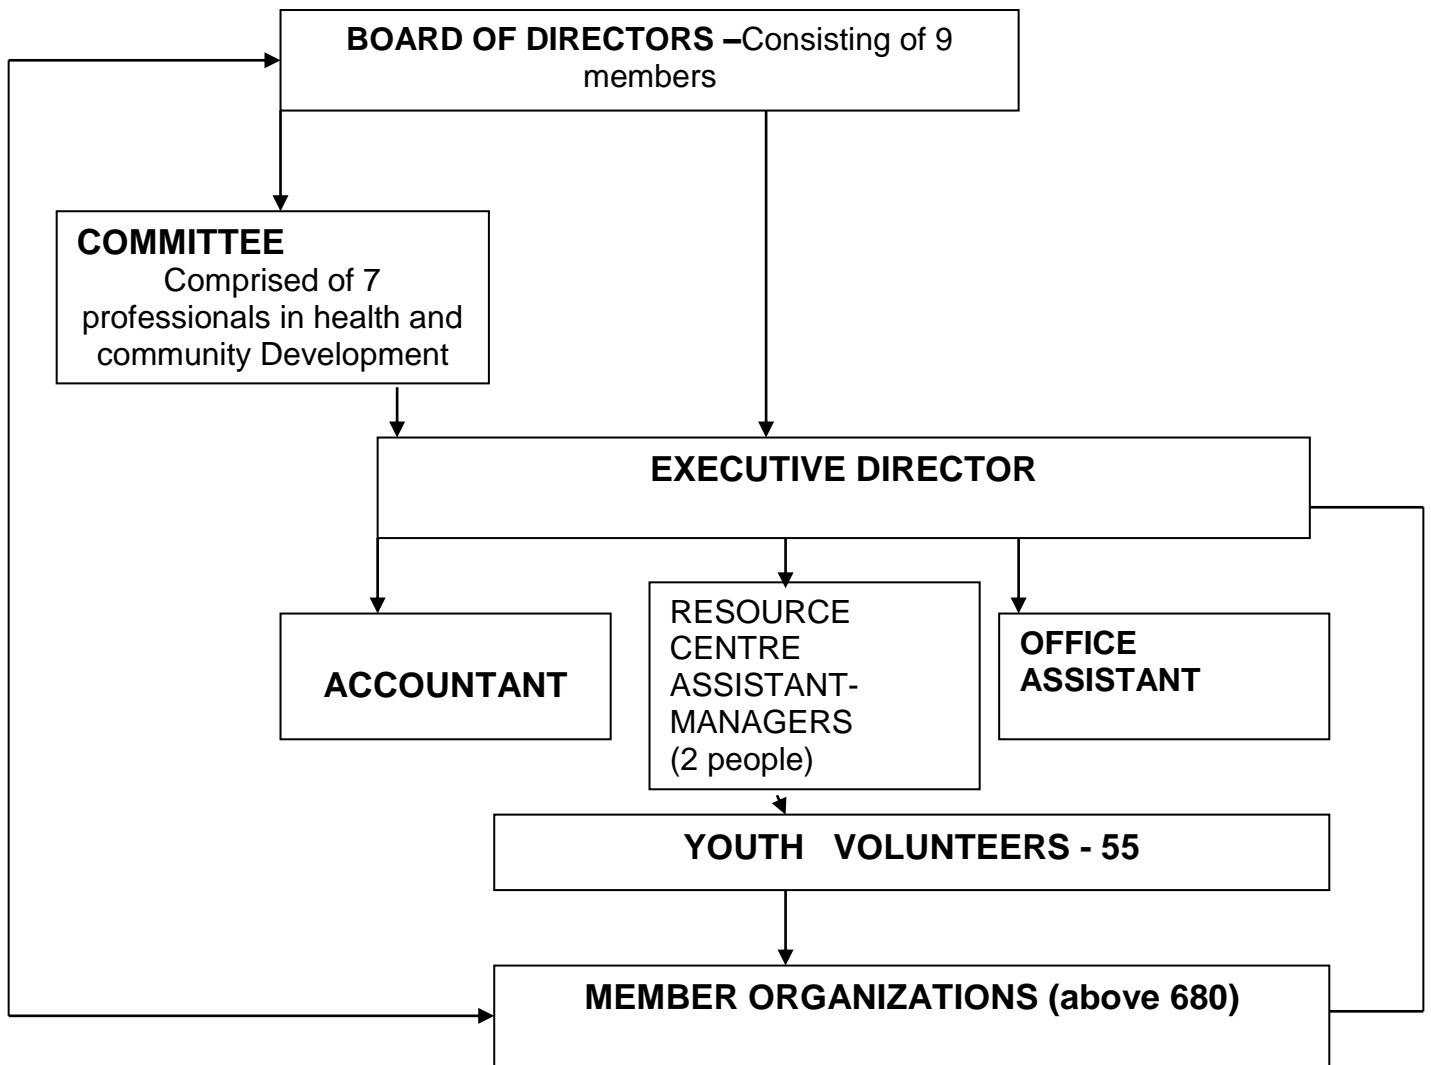 BOARD OF DIRECTORS –Consisting of 9
members
COMMITTEE
Comprised of 7
professionals in health and
community Development
EXECUTIVE DIRECTOR
ACCOUNTANT
RESOURCE
CENTRE
ASSISTANT-
MANAGERS
(2 people)
OFFICE
ASSISTANT
YOUTH VOLUNTEERS - 55
MEMBER ORGANIZATIONS (above 680)